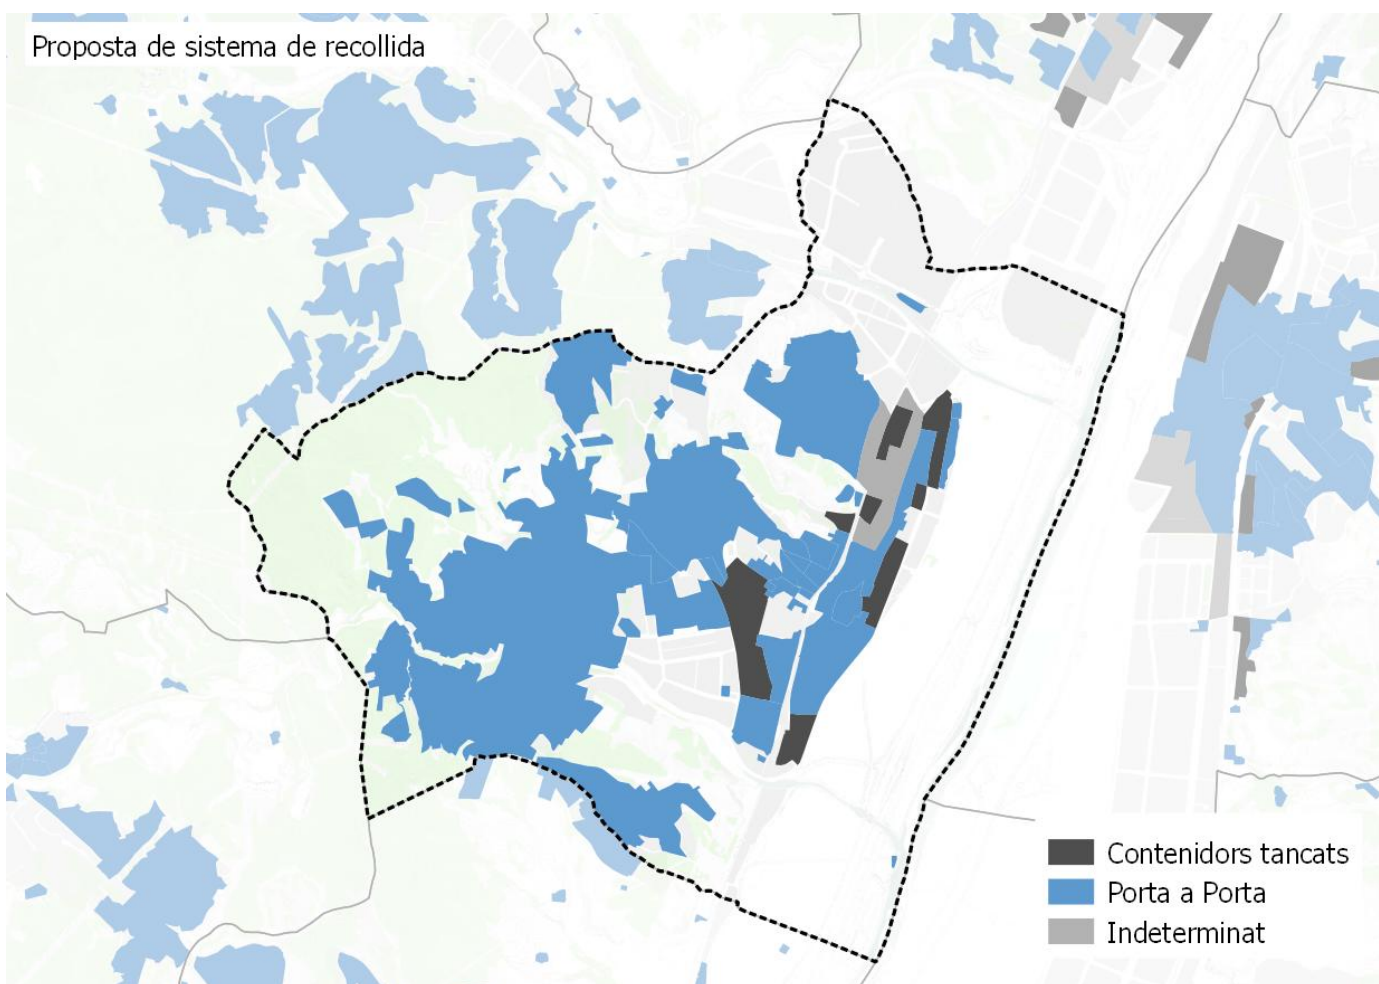 Proposta de sistema de recollida
Contenidors tancats
Porta a Porta
Indeterminat